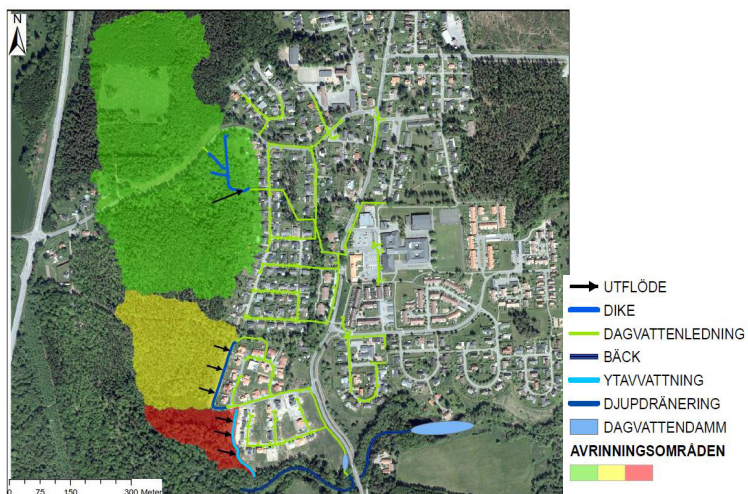 N
UTFLÖDE
DIKE
DAGVATTENLEDNING
BÄCK
YTAVVATTNING
DJUPDRÄNERING
DAGVATTENDAMM
AVRINNINGSOMRÅDEN
0 75 150 300 Meter